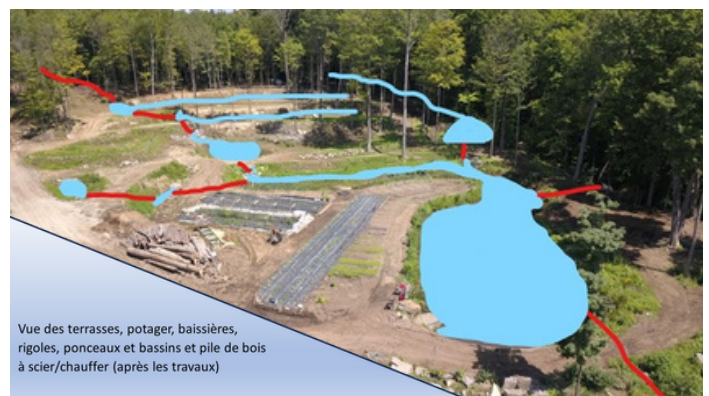 Vue des terrasses, potager, baissières,
rigoles, ponceaux et bassins et pile de bois
à scier/chauffer (après les travaux)